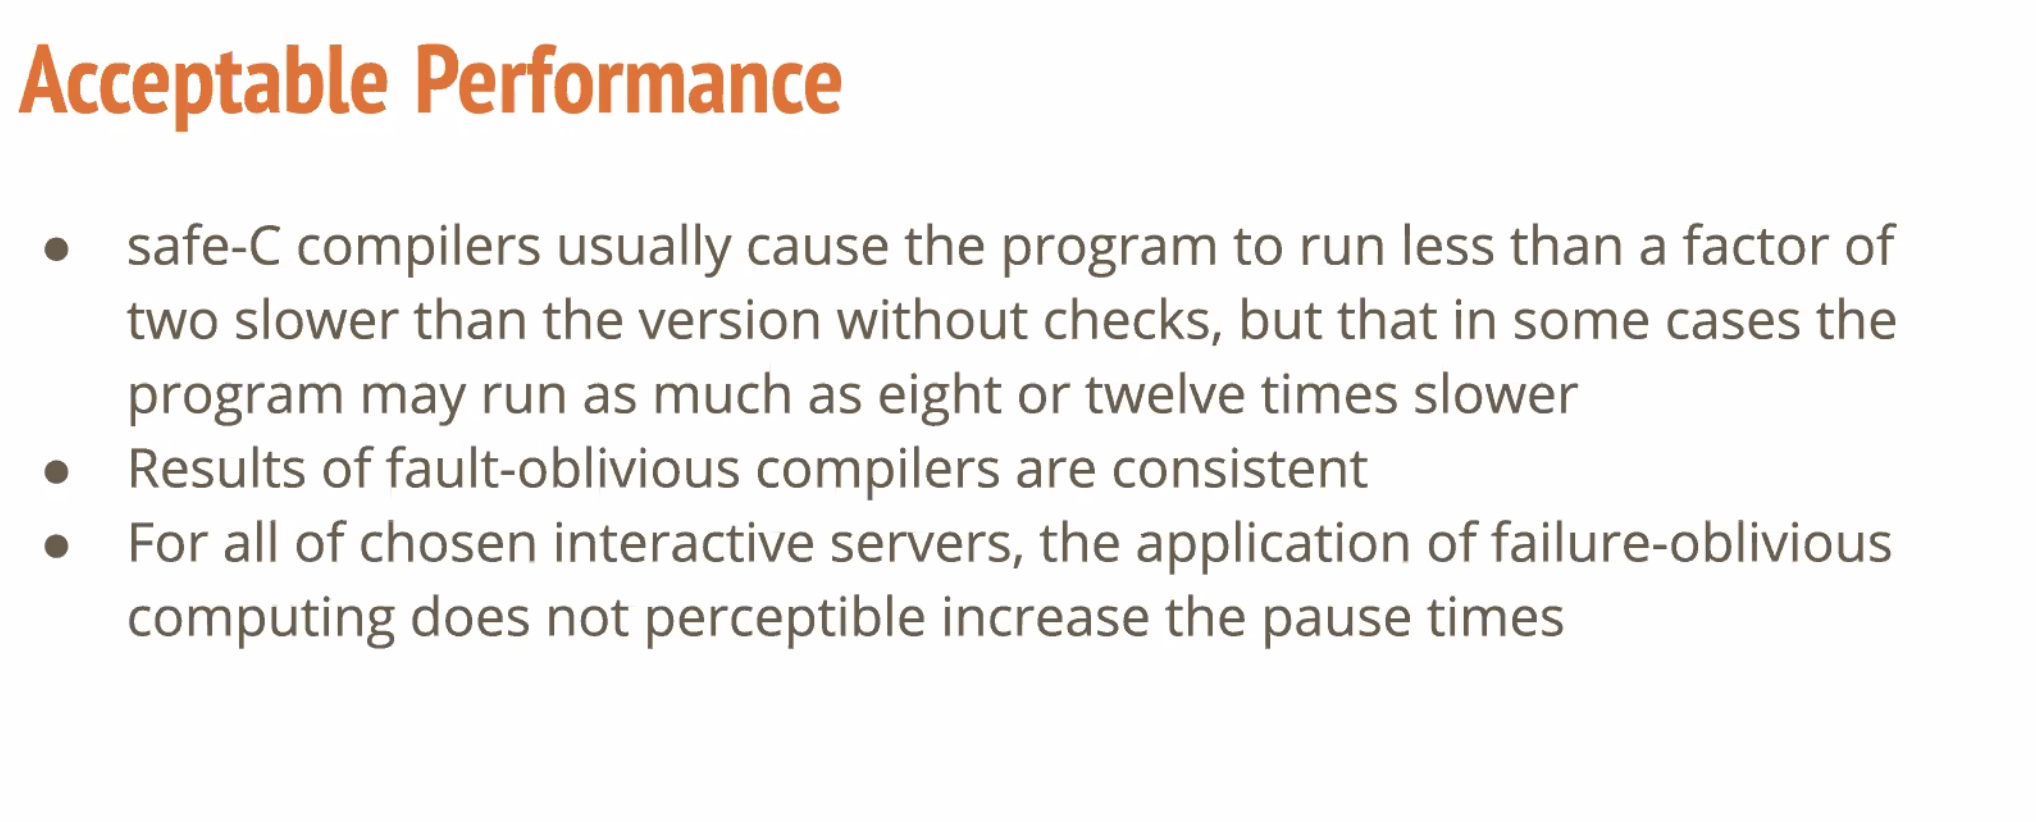 Acceptable Performance
● safe-C compilers usually cause the program to run less than a factor of
two slower than the version without checks, but that in some cases the
program may run as much as eight or twelve times slower
● Results of fault-oblivious compilers are consistent
● For all of chosen interactive servers, the application of failure-oblivious
computing does not perceptible increase the pause times